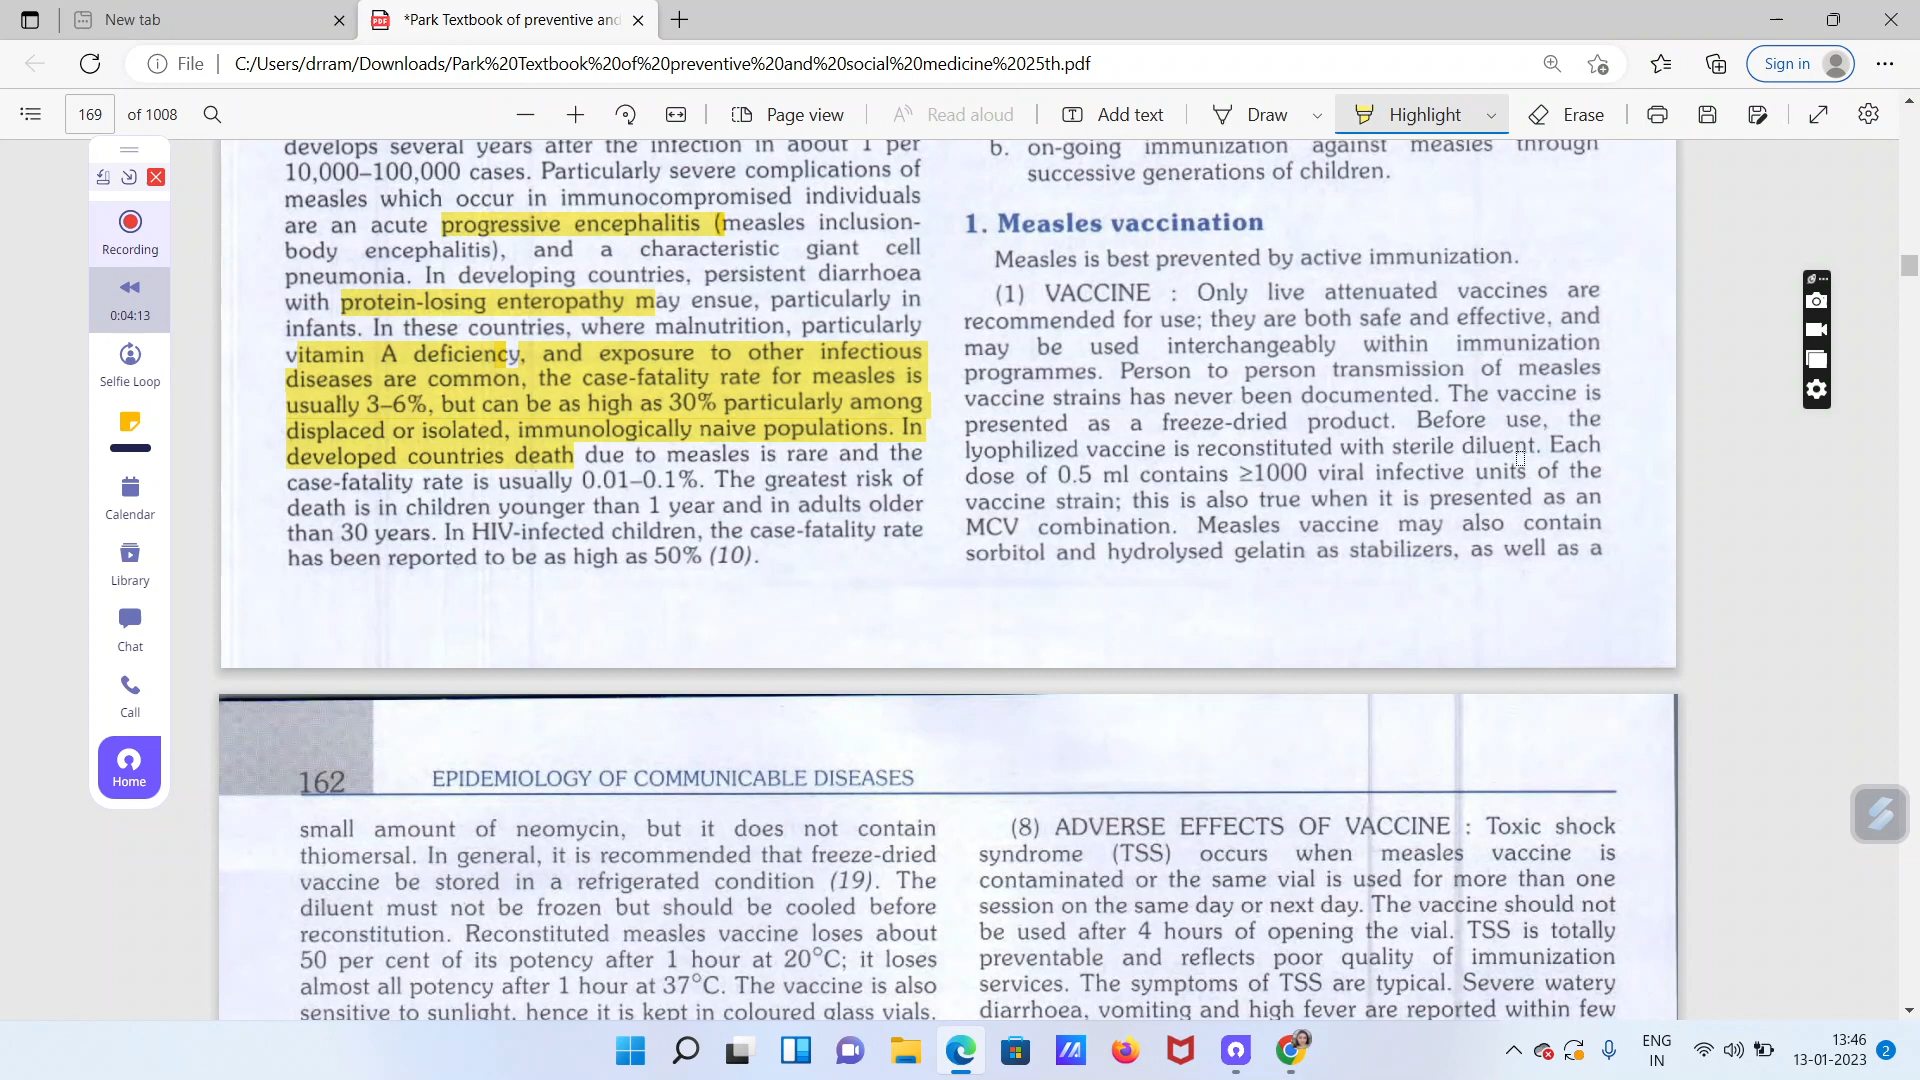 New tab
*Park Textbook of preventive and
File
C:/Users/drram/Downloads/Park%20Textbook%20of%20preventive%20and%20social%20medicine%2025th.pdf
Sign in
169 of 1008
Page view
Read aloud
Add text
Draw
Highlight
Erase
Recording
0:04:13
Selfie Loop
Calendar
Library
Chat
Call
Home
develops several years after the infection in about 1 per
10,000–100,000 cases. Particularly severe complications of
measles which occur in immunocompromised individuals
are an acute progressive encephalitis (measles inclusion-
body encephalitis), and a characteristic giant cell
pneumonia. In developing countries, persistent diarrhoea
with protein-losing enteropathy may ensue, particularly in
infants. In these countries, where malnutrition, particularly
vitamin A deficiency, and exposure to other infectious
diseases are common, the case-fatality rate for measles is
usually 3–6%, but can be as high as 30% particularly among
displaced or isolated, immunologically naive populations. In
developed countries death due to measles is rare and the
case-fatality rate is usually 0.01–0.1%. The greatest risk of
death is in children younger than 1 year and in adults older
than 30 years. In HIV-infected children, the case-fatality rate
has been reported to be as high as 50% (10).
b. on-going immunization against measles through
successive generations of children.
1. Measles vaccination
Measles is best prevented by active immunization.
(1) VACCINE : Only live attenuated vaccines are
recommended for use; they are both safe and effective, and
may be used interchangeably within immunization
programmes. Person to person transmission of measles
vaccine strains has never been documented. The vaccine is
presented as a freeze-dried product. Before use, the
lyophilized vaccine is reconstituted with sterile diluent. Each
dose of 0.5 ml contains ≥1000 viral infective units of the
vaccine strain; this is also true when it is presented as an
MCV combination. Measles vaccine may also contain
sorbitol and hydrolysed gelatin as stabilizers, as well as a
162
EPIDEMIOLOGY OF COMMUNICABLE DISEASES
small amount of neomycin, but it does not contain
thiomersal. In general, it is recommended that freeze-dried
vaccine be stored in a refrigerated condition (19). The
diluent must not be frozen but should be cooled before
reconstitution. Reconstituted measles vaccine loses about
50 per cent of its potency after 1 hour at 20°C; it loses
almost all potency after 1 hour at 37°C. The vaccine is also
sensitive to sunlight, hence it is kept in coloured glass vials.
(8) ADVERSE EFFECTS OF VACCINE : Toxic shock
syndrome (TSS) occurs when measles vaccine is
contaminated or the same vial is used for more than one
session on the same day or next day. The vaccine should not
be used after 4 hours of opening the vial. TSS is totally
preventable and reflects poor quality of immunization
services. The symptoms of TSS are typical. Severe watery
diarrhoea, vomiting and high fever are reported within few
ENG
IN
13:46
13-01-2023
2